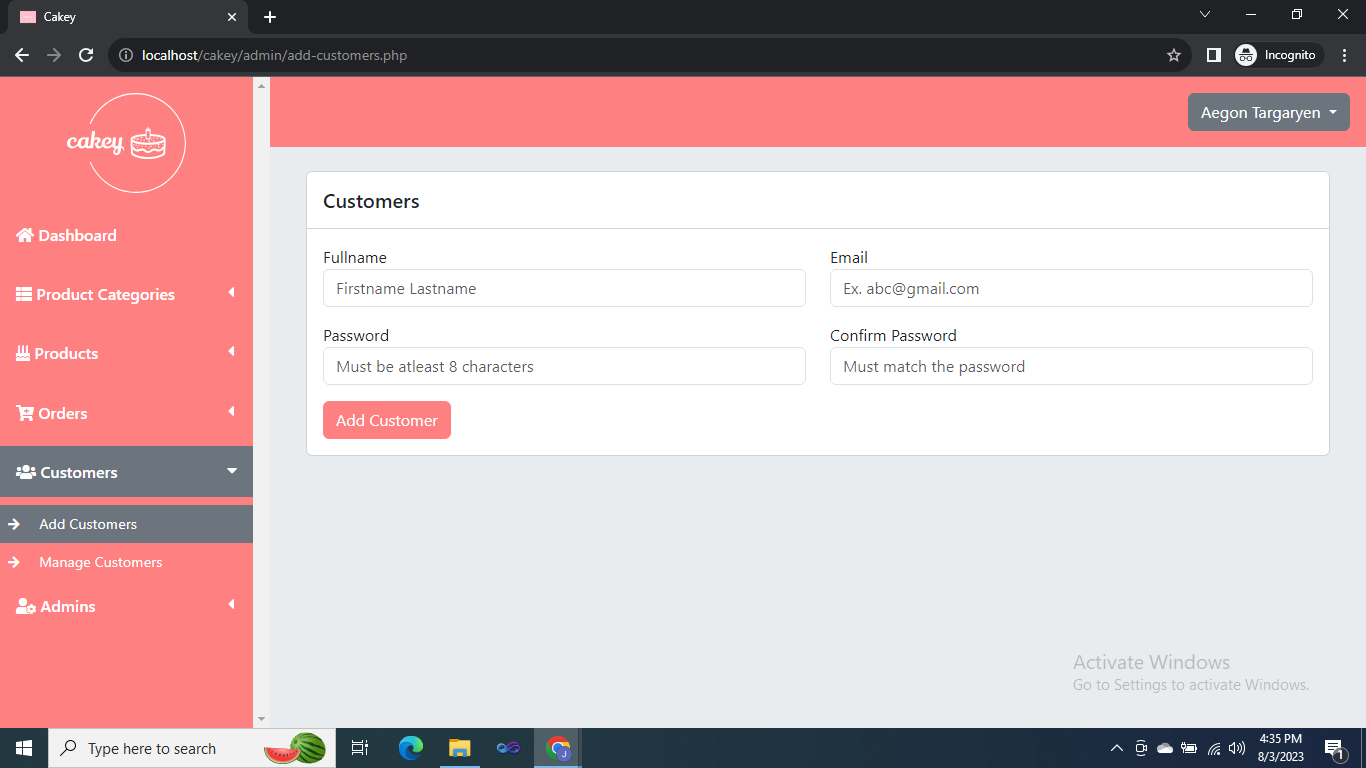 Cakey
localhost/cakey/admin/add-customers.php
Incognito
cakey
Aegon Targaryen
Dashboard
Product Categories
Products
Orders
Customers
Add Customers
Manage Customers
Admins
Customers
Fullname
Email
Firstname Lastname
Ex. abc@gmail.com
Password
Confirm Password
Must be atleast 8 characters
Must match the password
Add Customer
Activate Windows
Go to Settings to activate Windows.
Type here to search
J
4:35 PM
8/3/2023
1